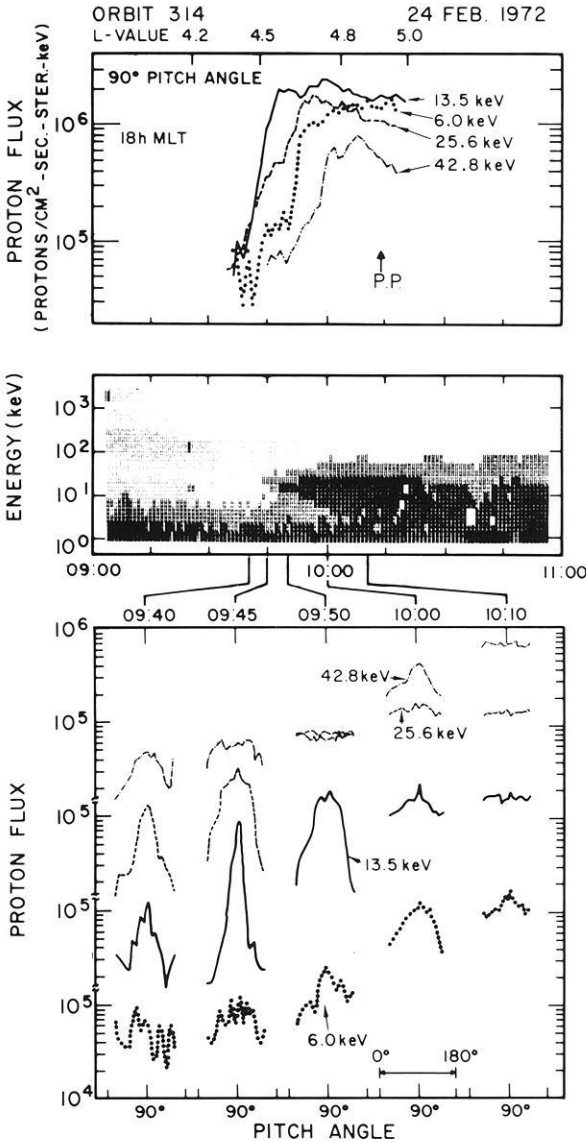 ORBIT 314 24 FEB. 1972
L-VALUE 4.2 4.5 4.8 5.0
90° PITCH ANGLE
18h MLT
13.5 keV
6.0 keV
25.6 keV
42.8 keV
P.P.
10⁶
10⁵
PROTON FLUX
(PROTONS/CM²-SEC.-STER.-keV)
ENERGY (keV)
10³
10²
10¹
10⁰
09:00 10:00 11:00
09:40 09:45 09:50 10:00 10:10
10⁶
42.8 keV
10⁵
25.6 keV
10⁵
13.5 keV
10⁵
10⁵
6.0 keV
0° 180°
10⁴
PROTON FLUX
90° 90° 90° 90° 90°
PITCH ANGLE